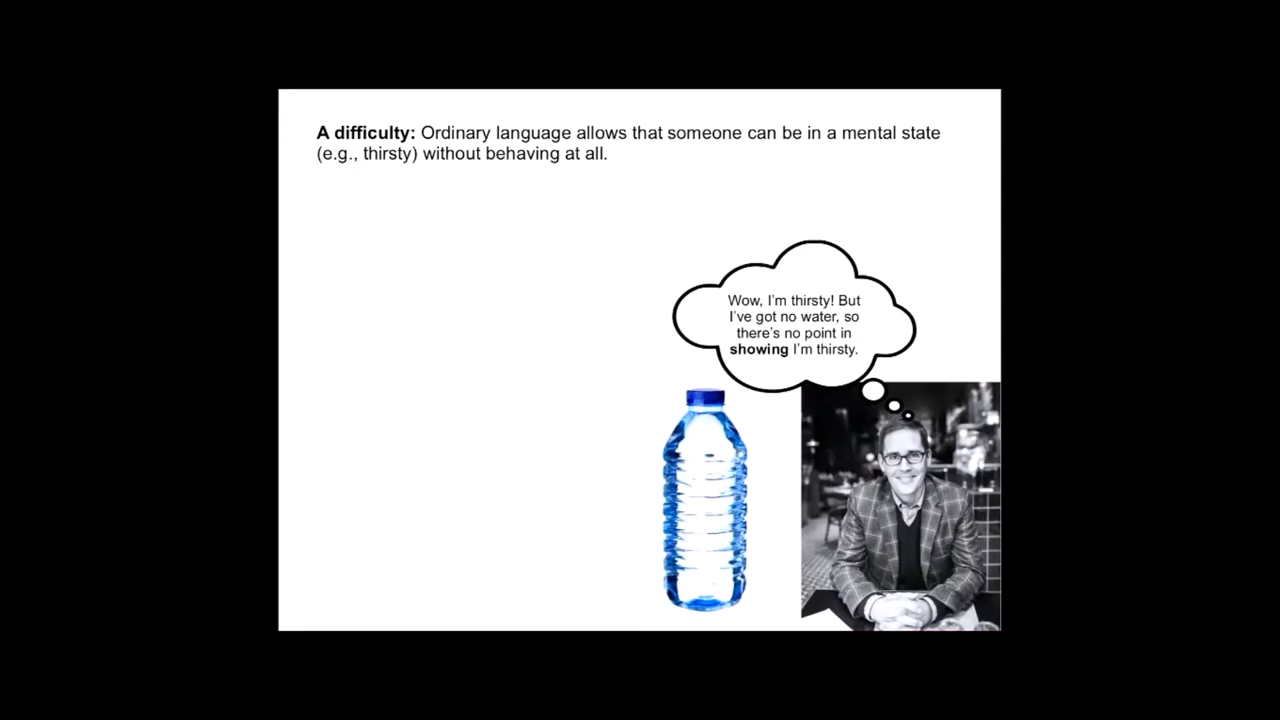 A difficulty: Ordinary language allows that someone can be in a mental state
(e.g., thirsty) without behaving at all.
Wow, I'm thirsty! But
I've got no water, so
there's no point in
showing I'm thirsty.